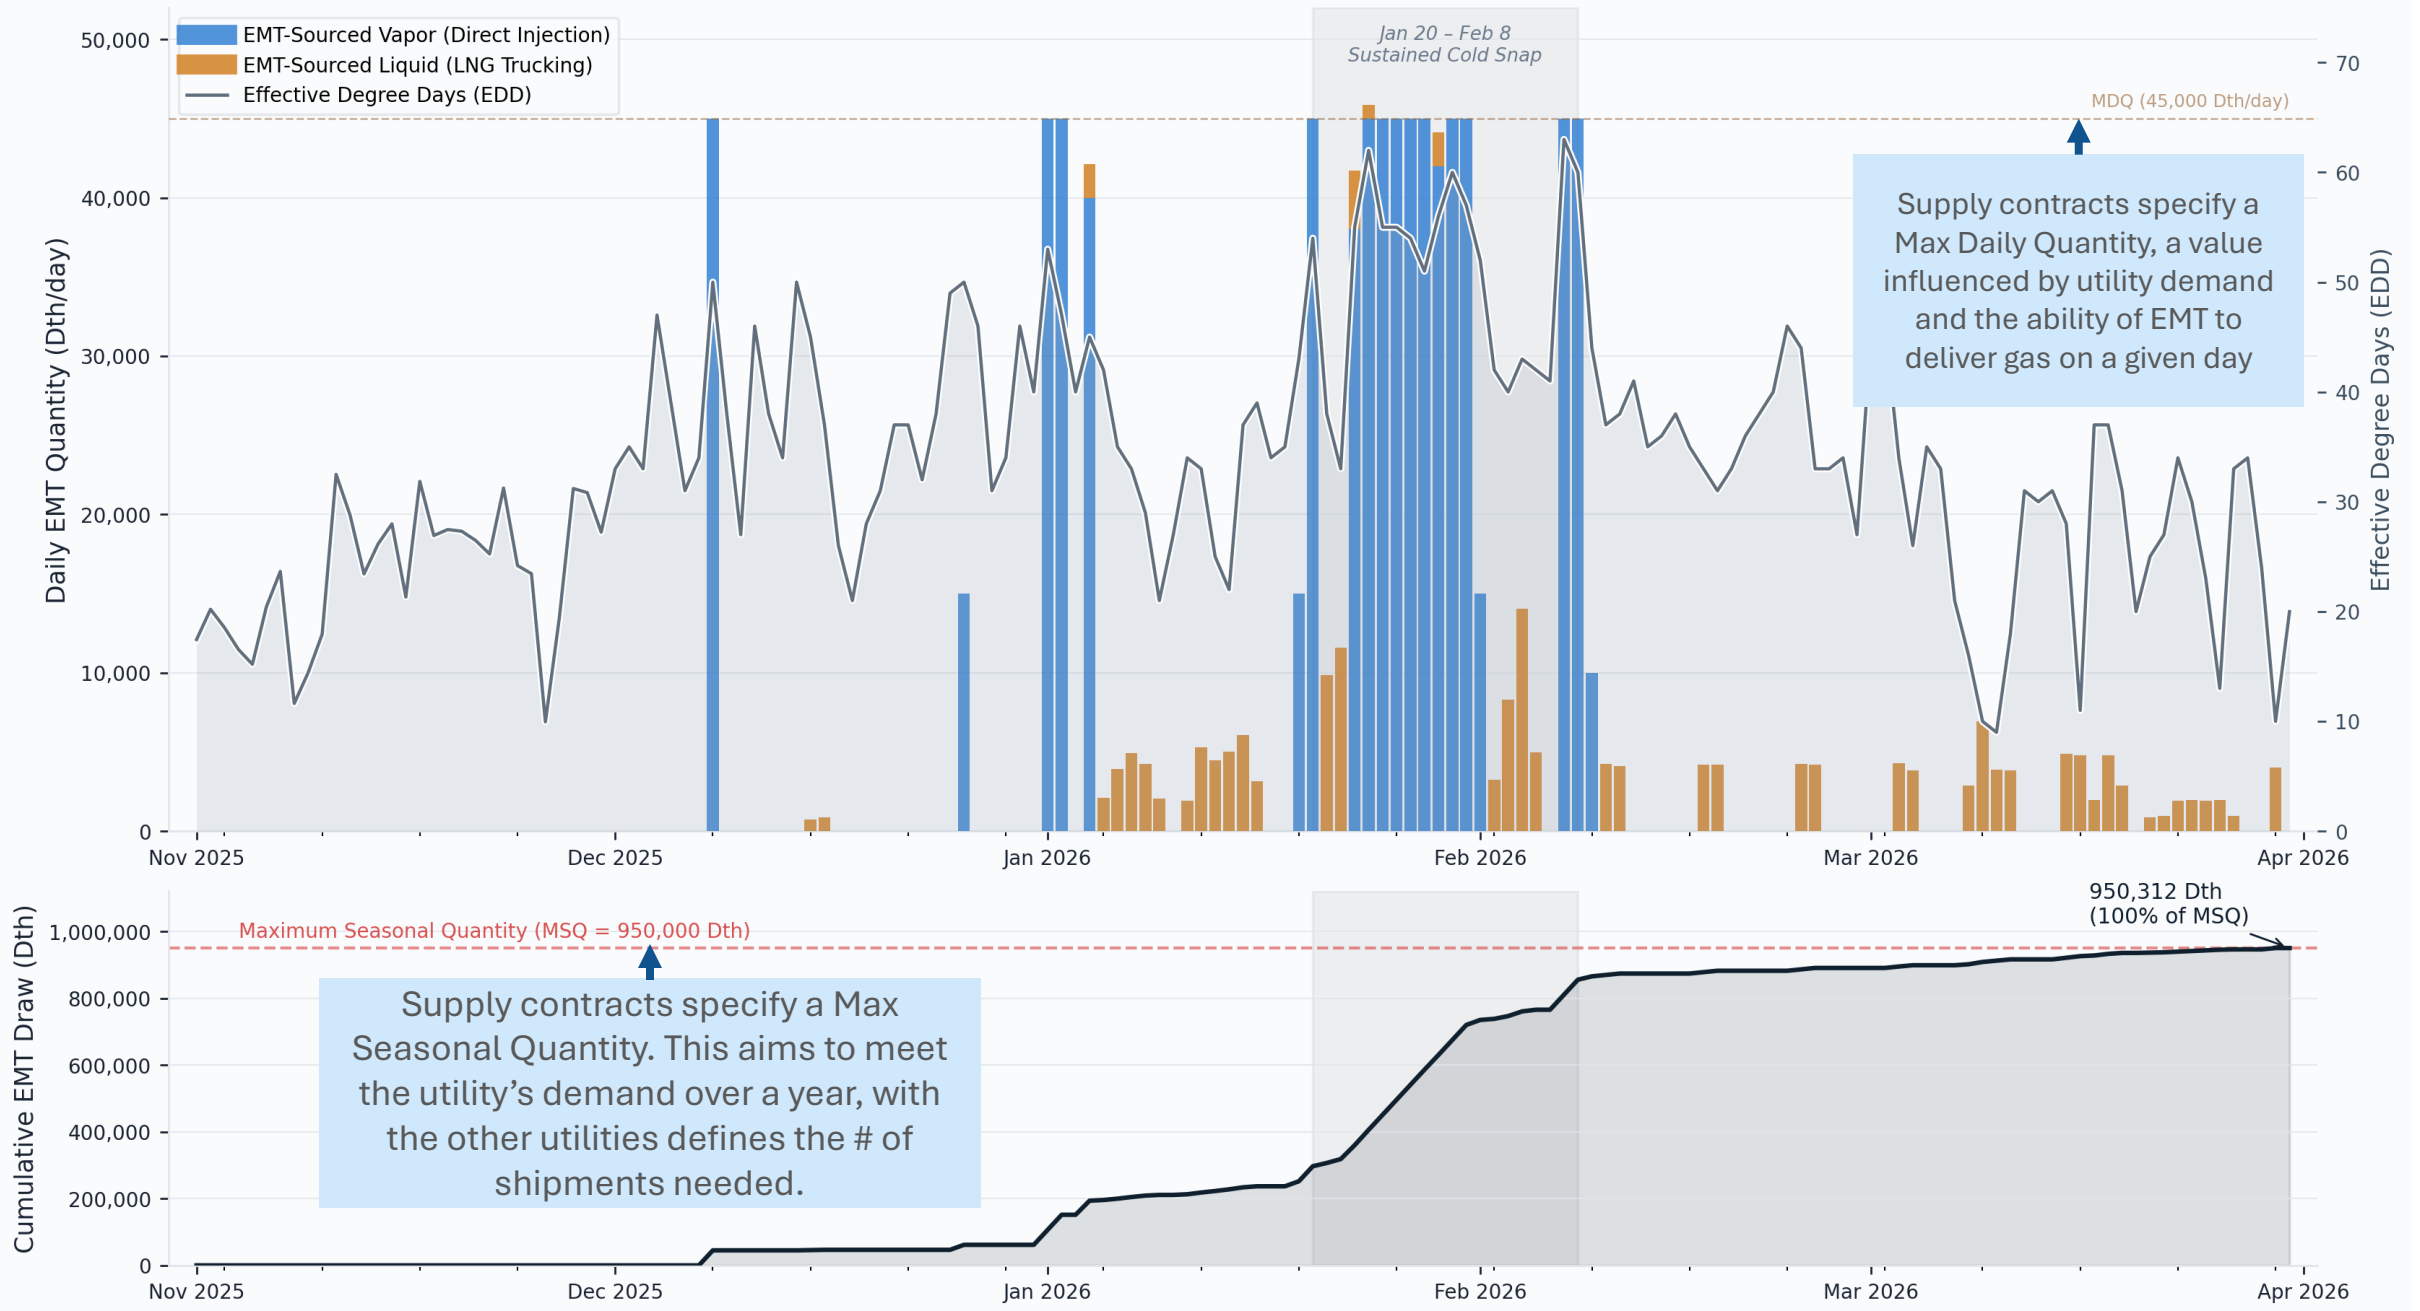 EMT-Sourced Vapor (Direct Injection)
EMT-Sourced Liquid (LNG Trucking)
Effective Degree Days (EDD)
Jan 20 – Feb 8
Sustained Cold Snap
MDQ (45,000 Dth/day)
Supply contracts specify a
Max Daily Quantity, a value
influenced by utility demand
and the ability of EMT to
deliver gas on a given day
Daily EMT Quantity (Dth/day)
50,000
40,000
30,000
20,000
10,000
0
Effective Degree Days (EDD)
70
60
50
40
30
20
10
0
Nov 2025
Dec 2025
Jan 2026
Feb 2026
Mar 2026
Apr 2026
Cumulative EMT Draw (Dth)
1,000,000
800,000
600,000
400,000
200,000
0
Maximum Seasonal Quantity (MSQ = 950,000 Dth)
Supply contracts specify a Max
Seasonal Quantity. This aims to meet
the utility’s demand over a year, with
the other utilities defines the # of
shipments needed.
950,312 Dth
(100% of MSQ)
Nov 2025
Dec 2025
Jan 2026
Feb 2026
Mar 2026
Apr 2026